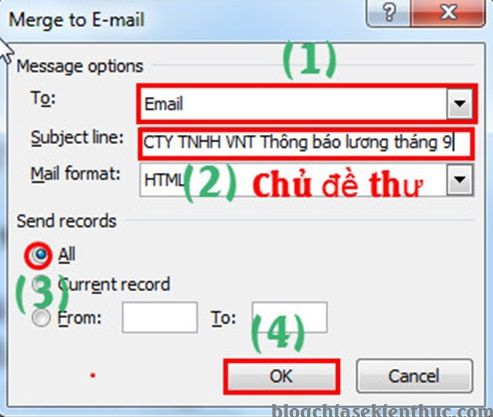 Merge to E-mail
(1)
Message options
To: Email
Subject line: CTY TNHH VNT Thông báo lương tháng 9
Mail format: HTML (2) Chủ đề thư
Send records
All
(3) Current record
From: To:
(4)
OK Cancel
blogchiasekienthuc.com